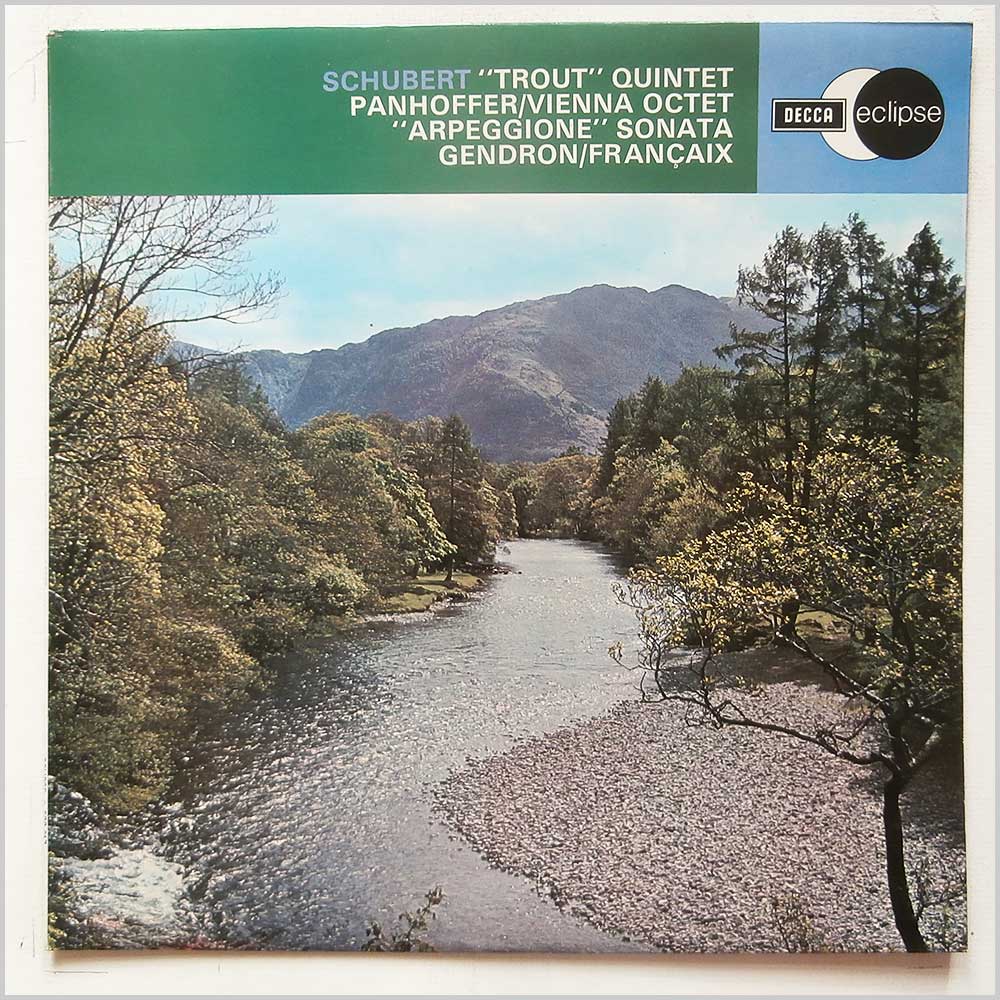 SCHUBERT "TROUT" QUINTET
PANHOFFER/VIENNA OCTET
"ARPEGGIONE" SONATA
GENDRON/FRANÇAIX
DECCA eclipse